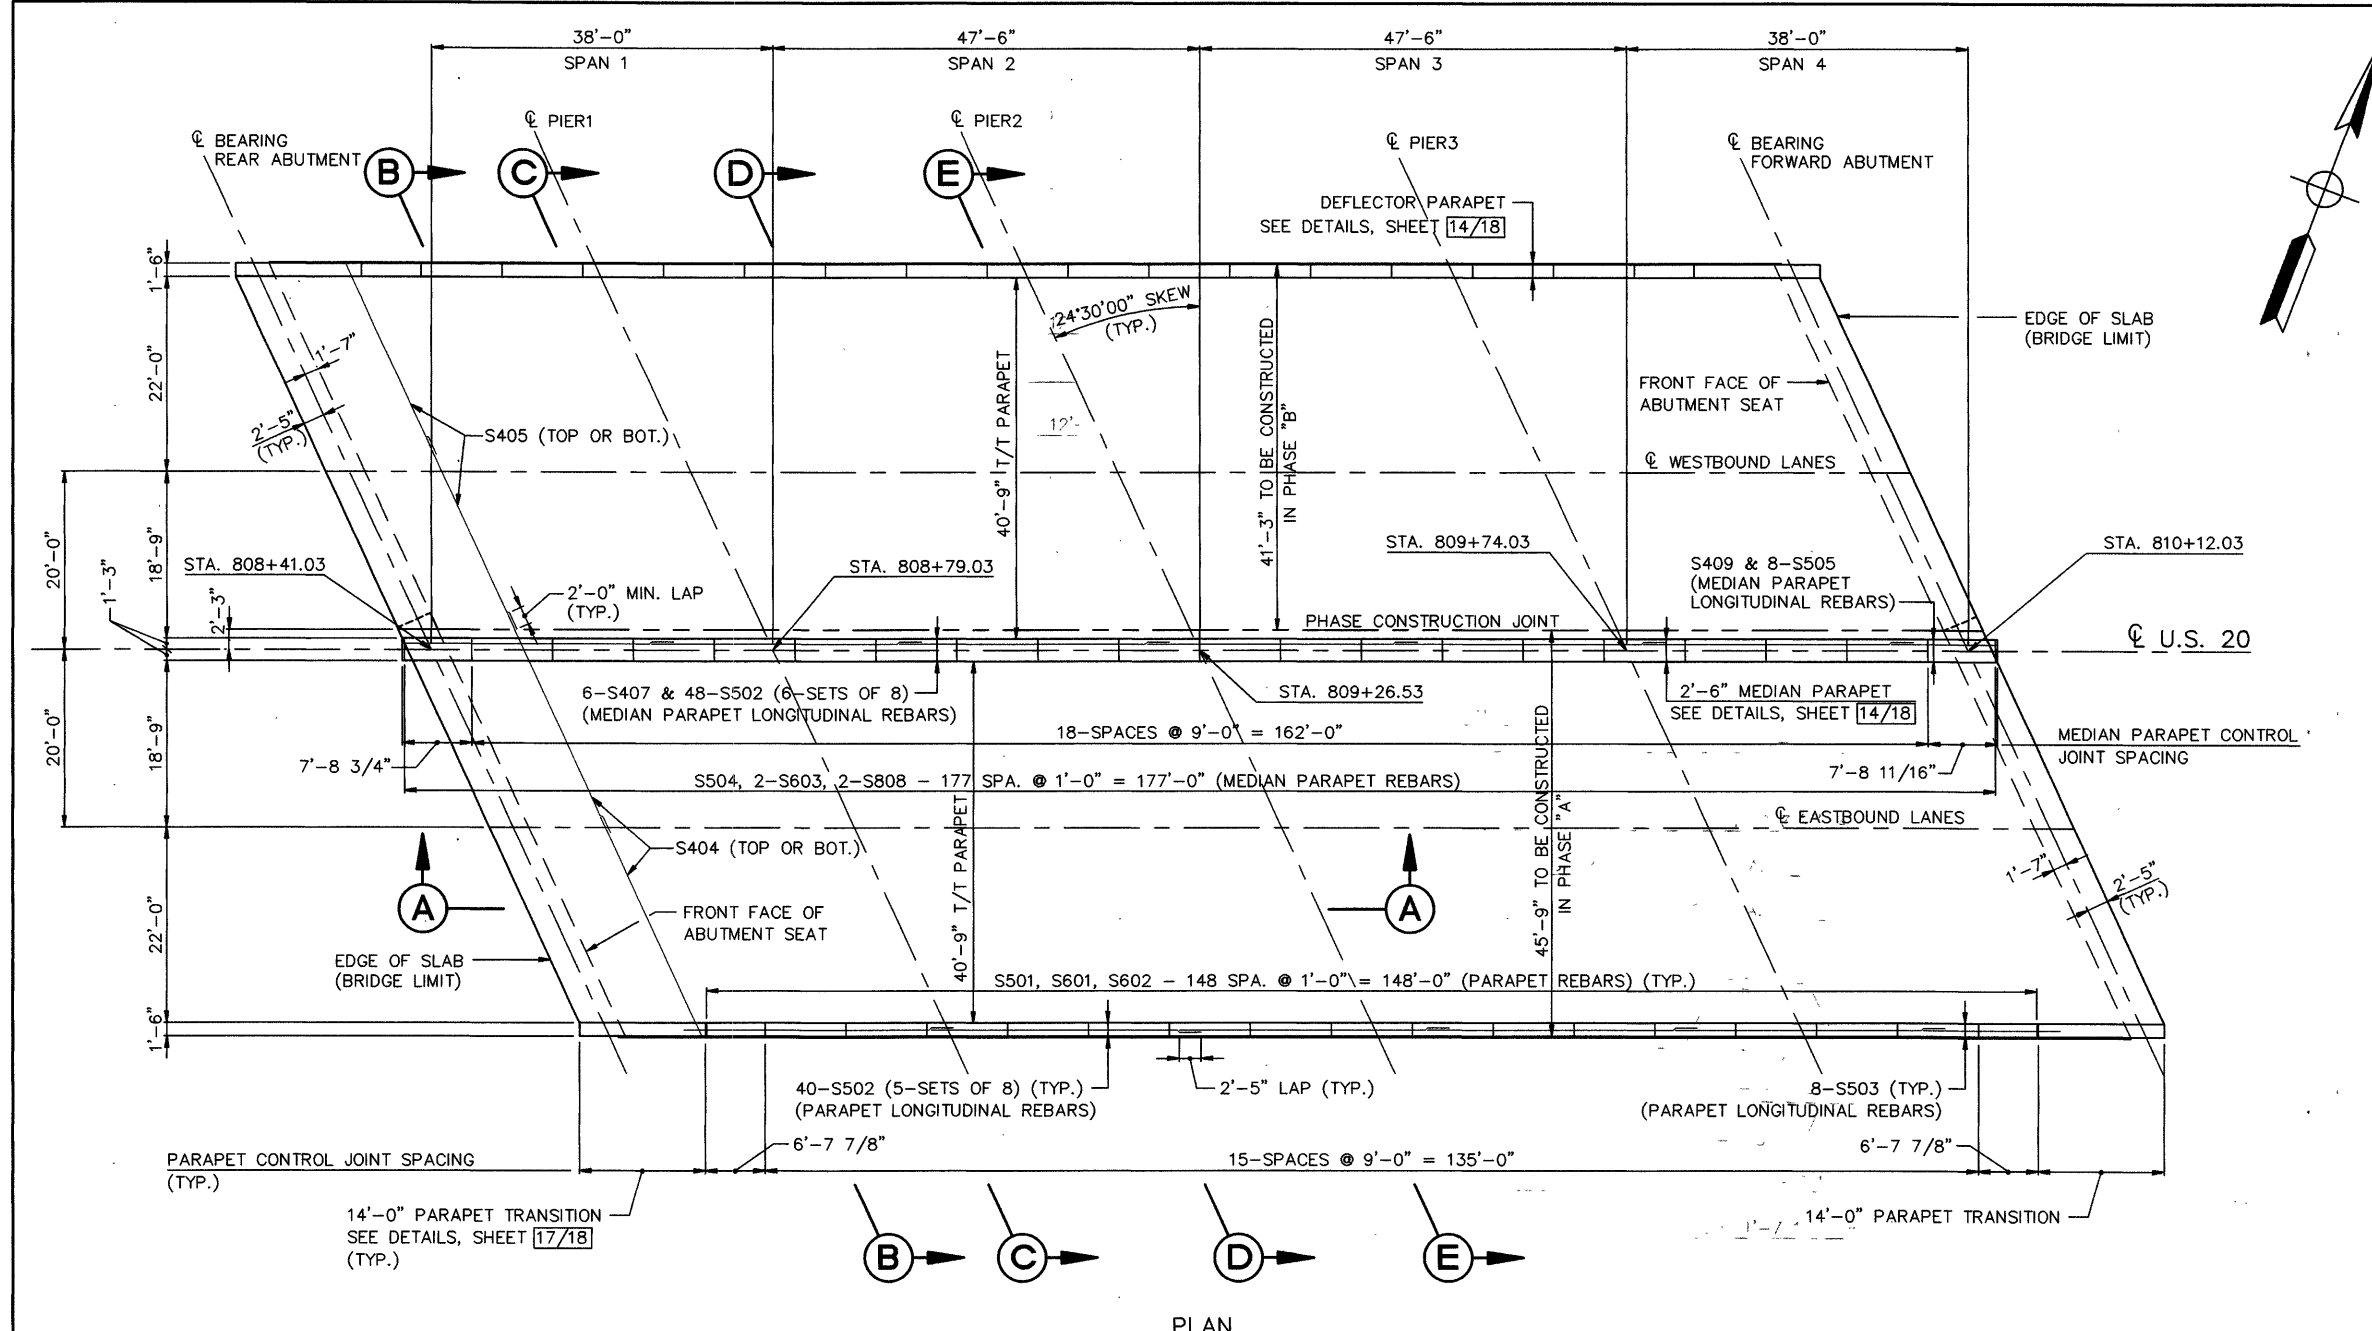 38'-0"
SPAN 1
47'-6"
SPAN 2
47'-6"
SPAN 3
38'-0"
SPAN 4
℄ BEARING
REAR ABUTMENT
℄ PIER1
℄ PIER2
℄ PIER3
℄ BEARING
FORWARD ABUTMENT
B
C
D
E
DEFLECTOR PARAPET
SEE DETAILS, SHEET 14/18
1'-6"
22'-0"
1'-7"
2'-5"
(TYP.)
24°30'00" SKEW
(TYP.)
12'-
40'-9" T/T PARAPET
41'-3" TO BE CONSTRUCTED
IN PHASE "B"
EDGE OF SLAB
(BRIDGE LIMIT)
FRONT FACE OF
ABUTMENT SEAT
S405 (TOP OR BOT.)
℄ WESTBOUND LANES
20'-0"
1'-3"
18'-9"
2'-3"
STA. 808+41.03
2'-0" MIN. LAP
(TYP.)
STA. 808+79.03
STA. 809+74.03
S409 & 8-S505
(MEDIAN PARAPET
LONGITUDINAL REBARS)
STA. 810+12.03
PHASE CONSTRUCTION JOINT
℄ U.S. 20
6-S407 & 48-S502 (6-SETS OF 8)
(MEDIAN PARAPET LONGITUDINAL REBARS)
STA. 809+26.53
2'-6" MEDIAN PARAPET
SEE DETAILS, SHEET 14/18
20'-0"
18'-9"
7'-8 3/4"
18-SPACES @ 9'-0" = 162'-0"
7'-8 11/16"
MEDIAN PARAPET CONTROL
JOINT SPACING
S504, 2-S603, 2-S808 - 177 SPA. @ 1'-0" = 177'-0" (MEDIAN PARAPET REBARS)
℄ EASTBOUND LANES
S404 (TOP OR BOT.)
40'-9" T/T PARAPET
45'-9" TO BE CONSTRUCTED
IN PHASE "A"
A
A
1'-7"
2'-5"
(TYP.)
22'-0"
FRONT FACE OF
ABUTMENT SEAT
EDGE OF SLAB
(BRIDGE LIMIT)
S501, S601, S602 - 148 SPA. @ 1'-0" = 148'-0" (PARAPET REBARS) (TYP.)
1'-6"
40-S502 (5-SETS OF 8) (TYP.)
(PARAPET LONGITUDINAL REBARS)
2'-5" LAP (TYP.)
8-S503 (TYP.)
(PARAPET LONGITUDINAL REBARS)
PARAPET CONTROL JOINT SPACING
(TYP.)
6'-7 7/8"
15-SPACES @ 9'-0" = 135'-0"
6'-7 7/8"
14'-0" PARAPET TRANSITION
SEE DETAILS, SHEET 17/18
(TYP.)
14'-0" PARAPET TRANSITION
B
C
D
E
PLAN